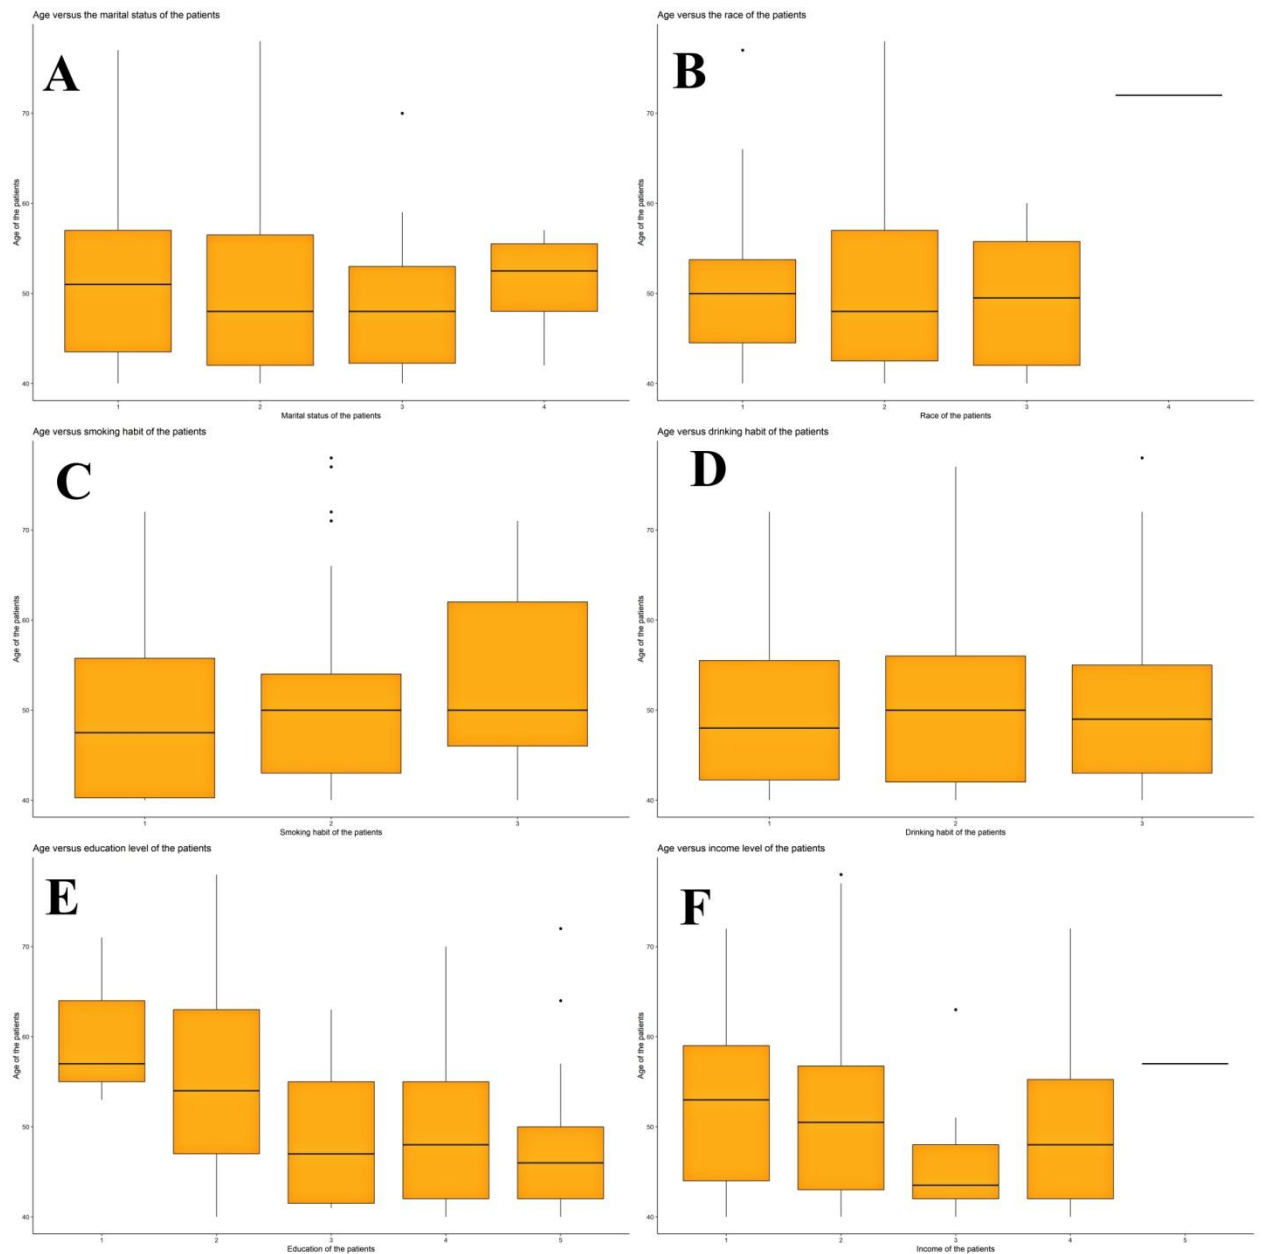 Age versus the marital status of the patients
A
Age of the patients
70
60
50
40
1 2 3 4
Marital status of the patients
Age versus the race of the patients
B
Age of the patients
70
60
50
40
1 2 3 4
Race of the patients
Age versus smoking habit of the patients
C
Age of the patients
70
60
50
40
1 2 3
Smoking habit of the patients
Age versus drinking habit of the patients
D
Age of the patients
70
60
50
40
1 2 3
Drinking habit of the patients
Age versus education level of the patients
E
Age of the patients
70
60
50
40
1 2 3 4 5
Education of the patients
Age versus income level of the patients
F
Age of the patients
70
60
50
40
1 2 3 4 5
Income of the patients